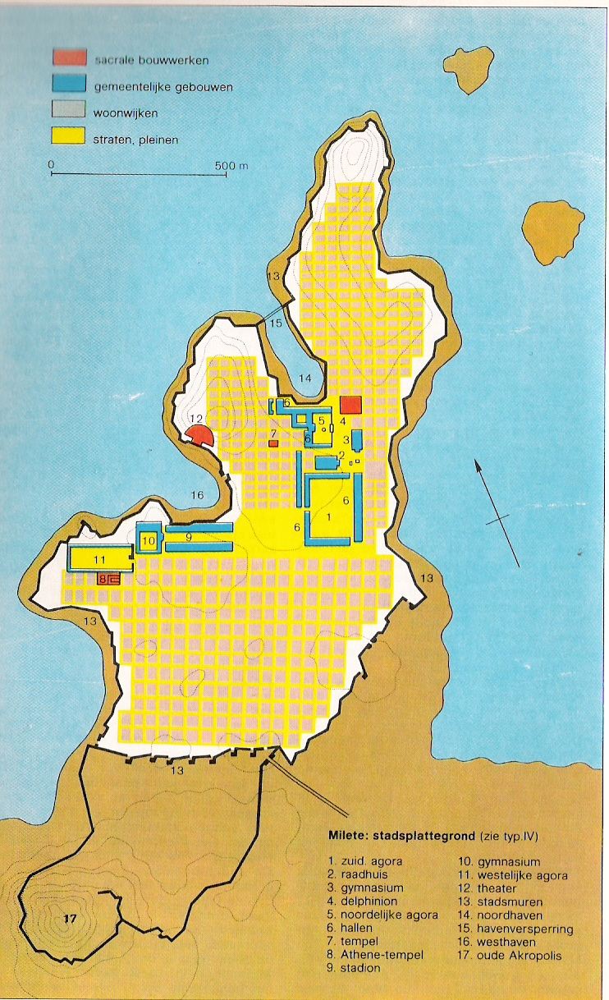 sacrale bouwwerken
gemeentelijke gebouwen
woonwijken
straten, pleinen
0 500 m
13
15
14
12
6
5
4
7
6
3
2
16
6
1
6
9
10
11
8
13
13
13
17
Milete: stadsplattegrond (zie typ.IV)
1. zuid. agora
2. raadhuis
3. gymnasium
4. delphinion
5. noordelijke agora
6. hallen
7. tempel
8. Athene-tempel
9. stadion
10. gymnasium
11. westelijke agora
12 theater
13. stadsmuren
14. noordhaven
15. havenversperring
16. westhaven
17. oude Akropolis